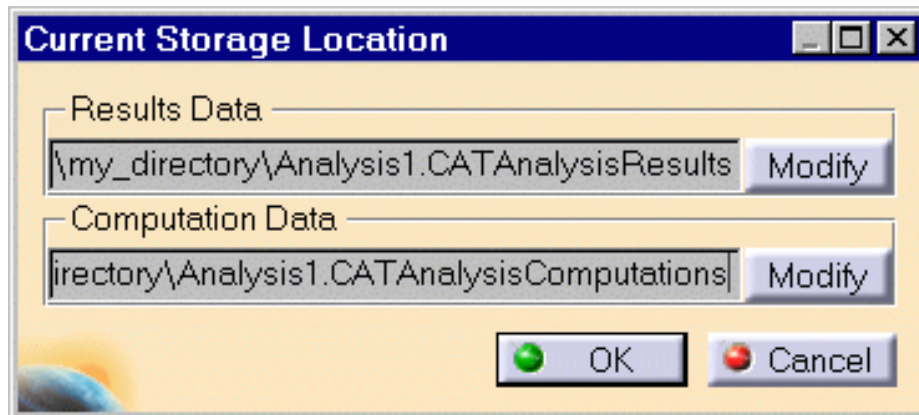 Current Storage Location
Results Data
\my_directory\Analysis1.CATAnalysisResults Modify
Computation Data
irectory\Analysis1.CATAnalysisComputations Modify
OK Cancel